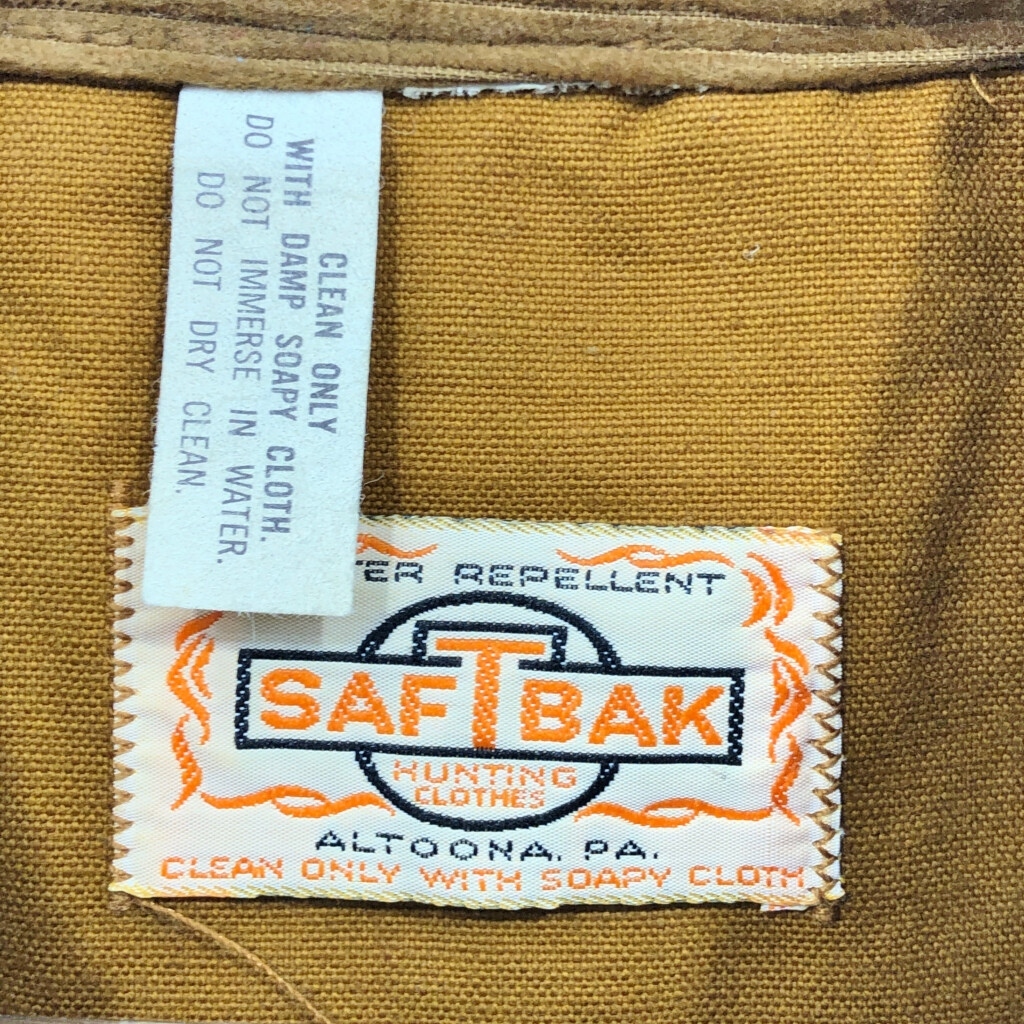 CLEAN ONLY
WITH DAMP SOAPY CLOTH.
DO NOT IMMERSE IN WATER.
DO NOT DRY CLEAN.
ER REPELLENT
SAFTBAK
HUNTING
CLOTHES
ALTOONA, PA.
CLEAN ONLY WITH SOAPY CLOTH